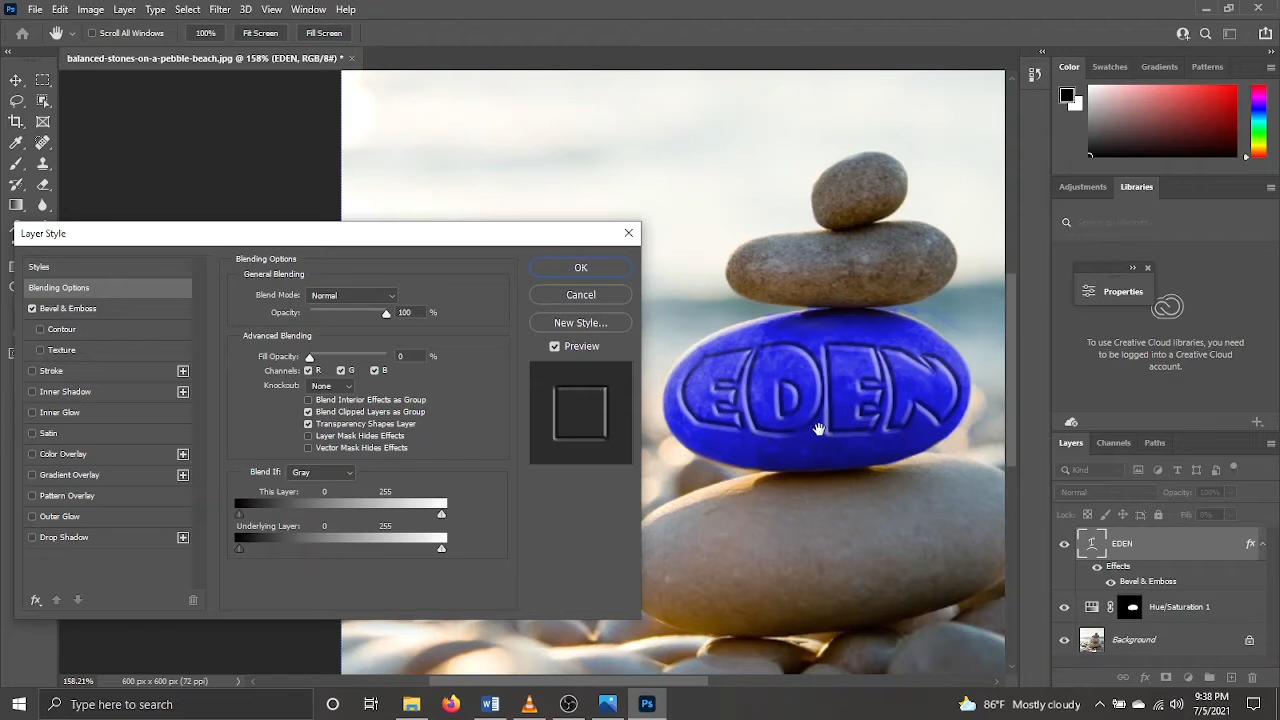 Ps File Edit Image Layer Type Select Filter 3D View Window Help
Scroll All Windows 100% Fit Screen Fill Screen
balanced-stones-on-a-pebble-beach.jpg @ 158% (EDEN, RGB/8#) *
Color Swatches Gradients Patterns
Adjustments Libraries
Properties
To use Creative Cloud Libraries,
you need to be logged into a Creative Cloud
account.
Layer Style
Styles
Blending Options
Bevel & Emboss
Contour
Texture
Stroke
Inner Shadow
Inner Glow
Satin
Color Overlay
Gradient Overlay
Pattern Overlay
Outer Glow
Drop Shadow
fx
Blending Options
General Blending
Blend Mode: Normal
Opacity: 100 %
Advanced Blending
Fill Opacity: 0 %
Channels: R G B
Knockout: None
Blend Interior Effects as Group
Blend Clipped Layers as Group
Transparency Shapes Layer
Layer Mask Hides Effects
Vector Mask Hides Effects
Blend If: Gray
This Layer: 0 255
Underlying Layer: 0 255
OK
Cancel
New Style...
Preview
EDEN
Layers Channels Paths
Kind
Normal Opacity: 100%
Lock: Fill: 0%
EDEN fx
Effects
Bevel & Emboss
Hue/Saturation 1
Background
158.21% 600 px x 600 px (72 ppi)
Type here to search
86°F Mostly cloudy
9:38 PM
7/5/2021